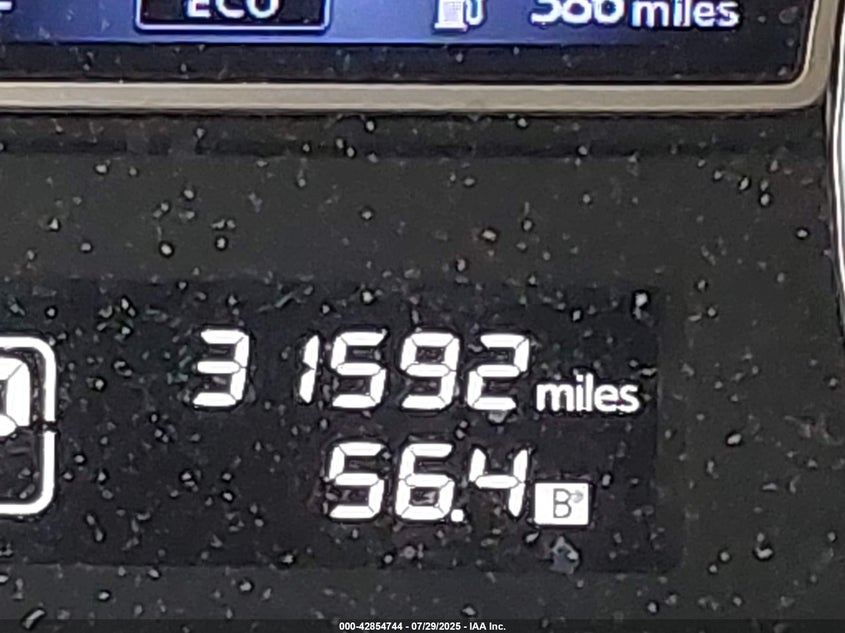 ECO
miles
31592 miles
56.4 B
000-42854744 - 07/29/2025 - IAA Inc.